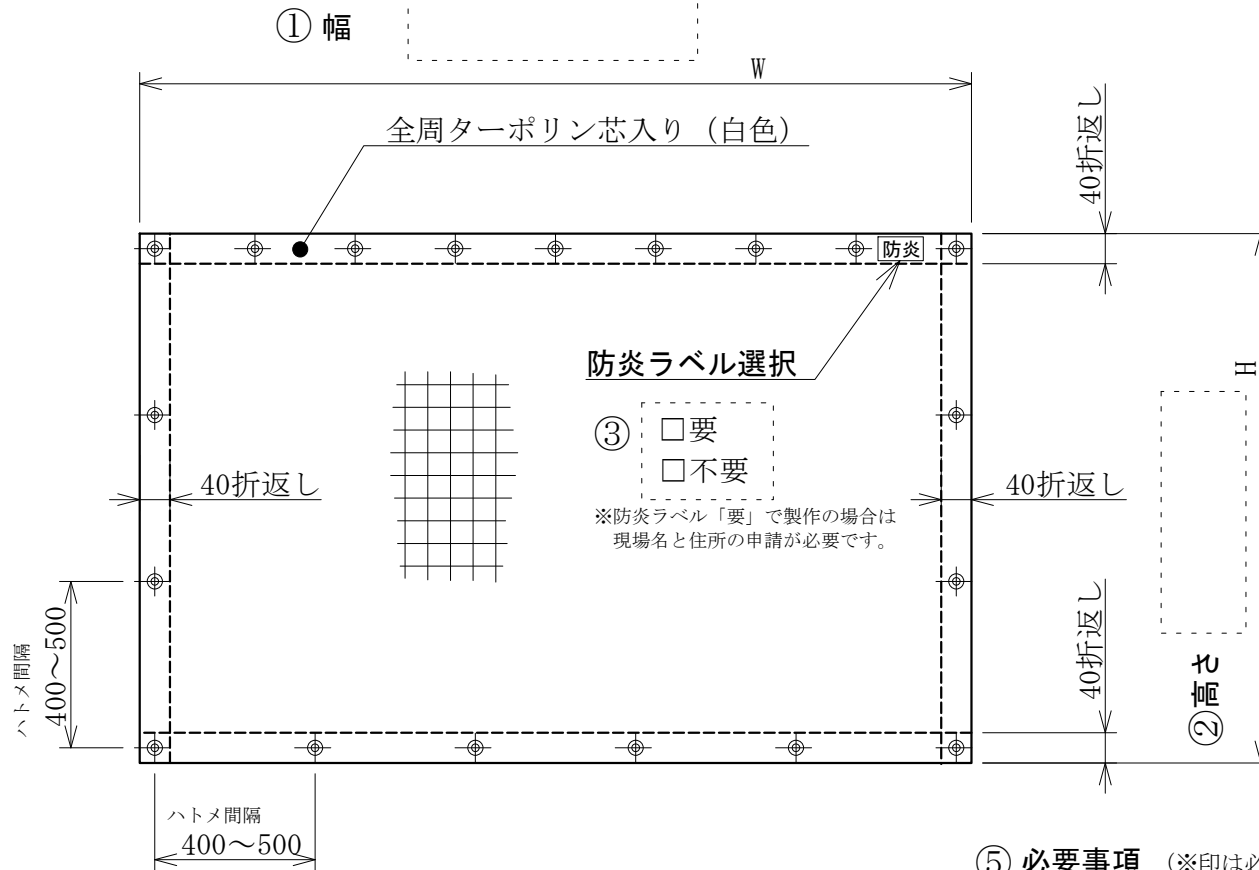 ① 幅
W
全周ターポリン芯入り（白色）
40折返し
防炎
防炎ラベル選択
③ □要
□不要
※防炎ラベル「要」で製作の場合は
現場名と住所の申請が必要です。
40折返し
40折返し
H
② 高さ
40折返し
ハトメ間隔
400～500
ハトメ間隔
400～500
⑤ 必要事項 （※印は必